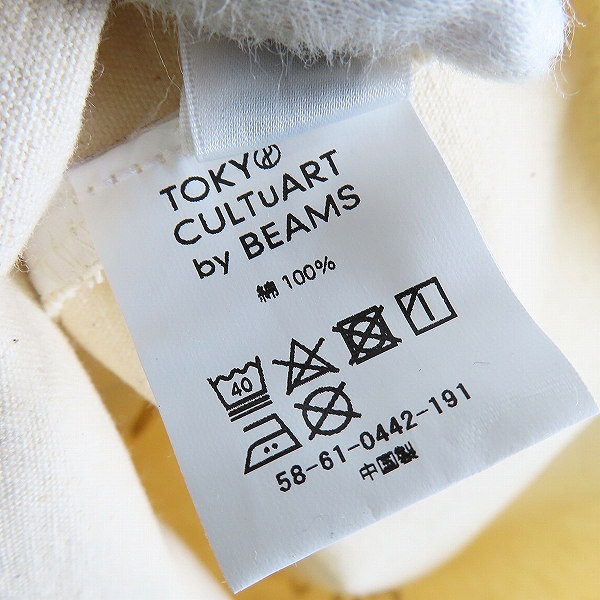 TOKYO
CULTUART
by BEAMS
綿 100%
40
58-61-0442-191
中国製